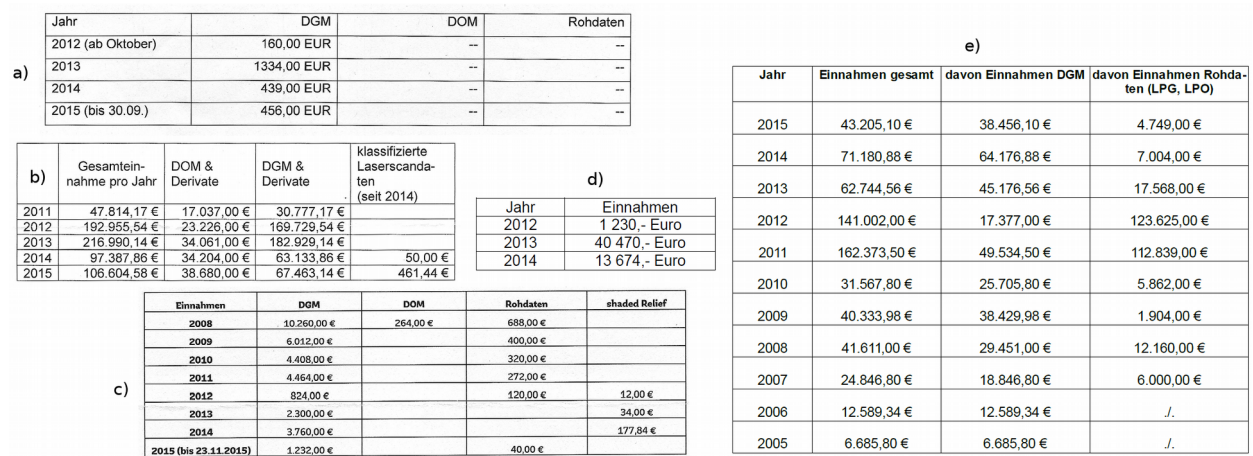 a)
Jahr DGM DOM Rohdaten
2012 (ab Oktober) 160,00 EUR -- --
2013 1334,00 EUR -- --
2014 439,00 EUR -- --
2015 (bis 30.09.) 456,00 EUR -- --
b)
Gesamtein-
nahme pro Jahr
DOM &
Derivate
DGM &
Derivate
klassifizierte
Laserscanda-
ten
(seit 2014)
2011 47.814,17 € 17.037,00 € 30.777,17 €
2012 192.955,54 € 23.226,00 € 169.729,54 €
2013 216.990,14 € 34.061,00 € 182.929,14 €
2014 97.387,86 € 34.204,00 € 63.133,86 € 50,00 €
2015 106.604,58 € 38.680,00 € 67.463,14 € 461,44 €
c)
Einnahmen DGM DOM Rohdaten shaded Relief
2008 10.260,00 € 264,00 € 688,00 €
2009 6.012,00 € 400,00 €
2010 4.408,00 € 320,00 €
2011 4.464,00 € 272,00 €
2012 824,00 € 120,00 € 12,00 €
2013 2.300,00 € 34,00 €
2014 3.760,00 € 177,84 €
2015 (bis 23.11.2015) 1.232,00 € 40,00 €
d)
Jahr Einnahmen
2012 1 230,- Euro
2013 40 470,- Euro
2014 13 674,- Euro
e)
Jahr Einnahmen gesamt davon Einnahmen DGM davon Einnahmen Rohda-
ten (LPG, LPO)
2015 43.205,10 € 38.456,10 € 4.749,00 €
2014 71.180,88 € 64.176,88 € 7.004,00 €
2013 62.744,56 € 45.176,56 € 17.568,00 €
2012 141.002,00 € 17.377,00 € 123.625,00 €
2011 162.373,50 € 49.534,50 € 112.839,00 €
2010 31.567,80 € 25.705,80 € 5.862,00 €
2009 40.333,98 € 38.429,98 € 1.904,00 €
2008 41.611,00 € 29.451,00 € 12.160,00 €
2007 24.846,80 € 18.846,80 € 6.000,00 €
2006 12.589,34 € 12.589,34 € ./.
2005 6.685,80 € 6.685,80 € ./.